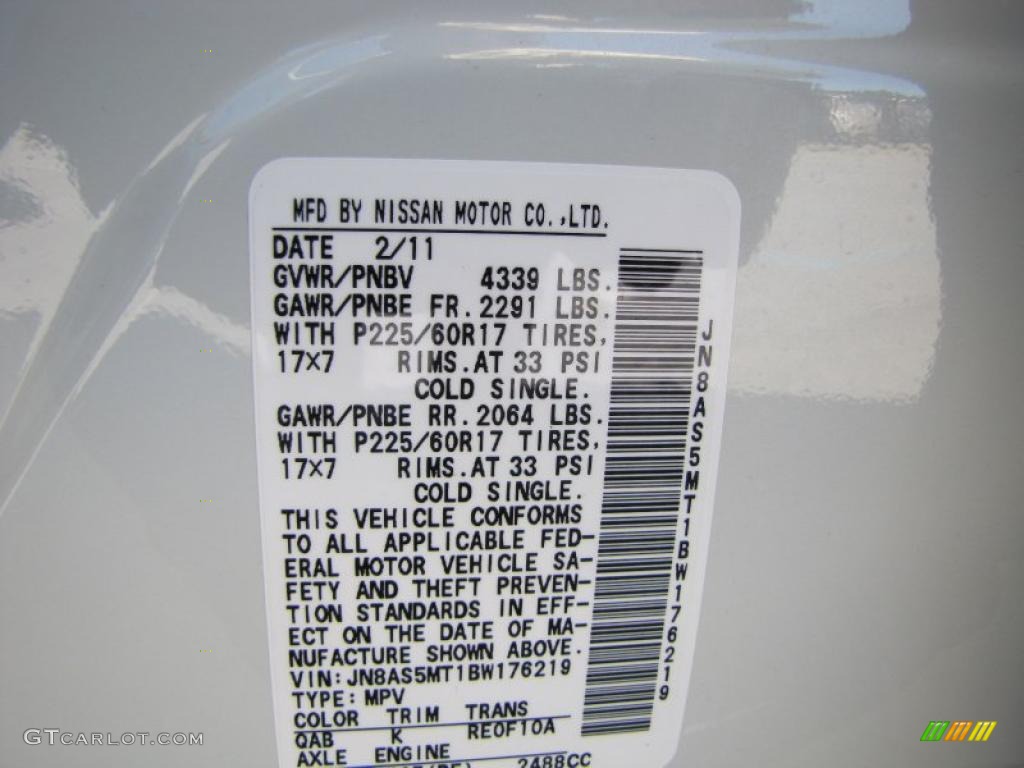 MFD BY NISSAN MOTOR CO.,LTD.
DATE 2/11
GVWR/PNBV 4339 LBS.
GAWR/PNBE FR. 2291 LBS.
WITH P225/60R17 TIRES,
17×7 RIMS. AT 33 PSI
COLD SINGLE.
GAWR/PNBE RR. 2064 LBS.
WITH P225/60R17 TIRES,
17×7 RIMS. AT 33 PSI
COLD SINGLE.
THIS VEHICLE CONFORMS
TO ALL APPLICABLE FED-
ERAL MOTOR VEHICLE SA-
FETY AND THEFT PREVEN-
TION STANDARDS IN EFF-
ECT ON THE DATE OF MA-
NUFACTURE SHOWN ABOVE.
VIN: JN8AS5MT1BW176219
TYPE: MPV
COLOR TRIM TRANS
QAB K RE0F10A
AXLE ENGINE
2488CC
JN8AS5MT1BW176219
GTCARLOT.COM